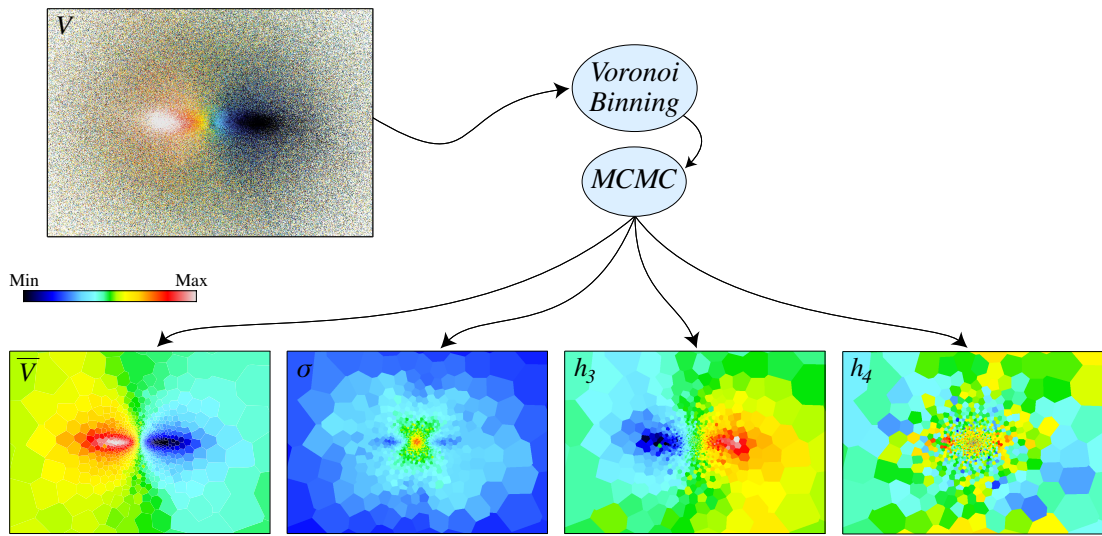 V
Voronoi
Binning
MCMC
Min Max
V̅
σ
h₃
h₄